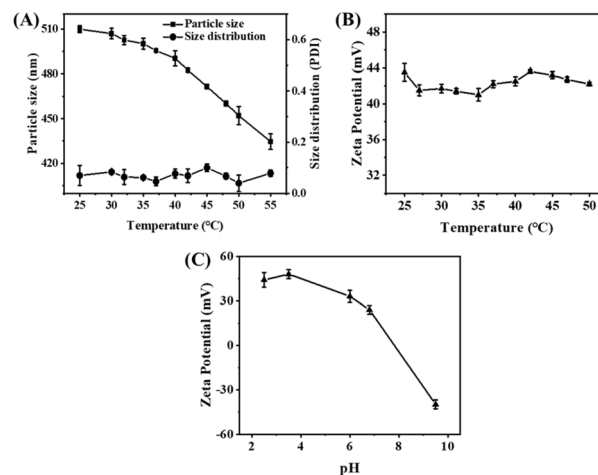 (A)
Particle size
Size distribution
Particle size (nm)
510
480
450
420
Size distribution (PDI)
0.6
0.4
0.2
0.0
25 30 35 40 45 50 55
Temperature (°C)
(B)
Zeta Potential (mV)
48
44
40
36
32
25 30 35 40 45 50
Temperature (°C)
(C)
Zeta Potential (mV)
60
30
0
-30
-60
2 4 6 8 10
pH